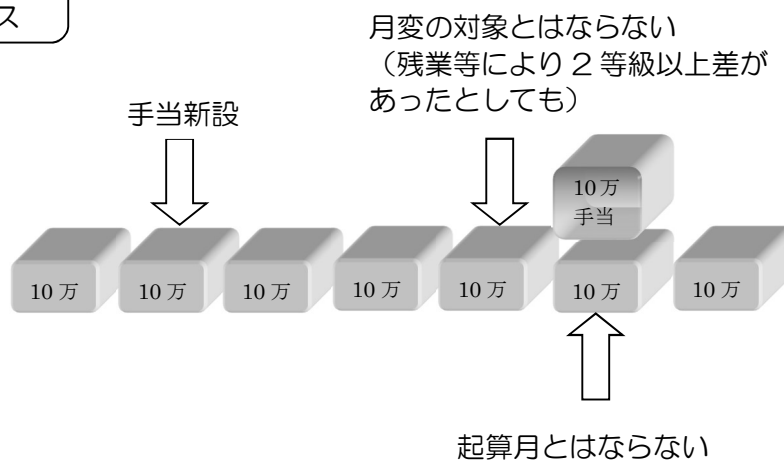 ス
月変の対象とはならない
（残業等により２等級以上差が
あったとしても）
手当新設
10万
手当
10万
10万
10万
10万
10万
10万
10万
起算月とはならない